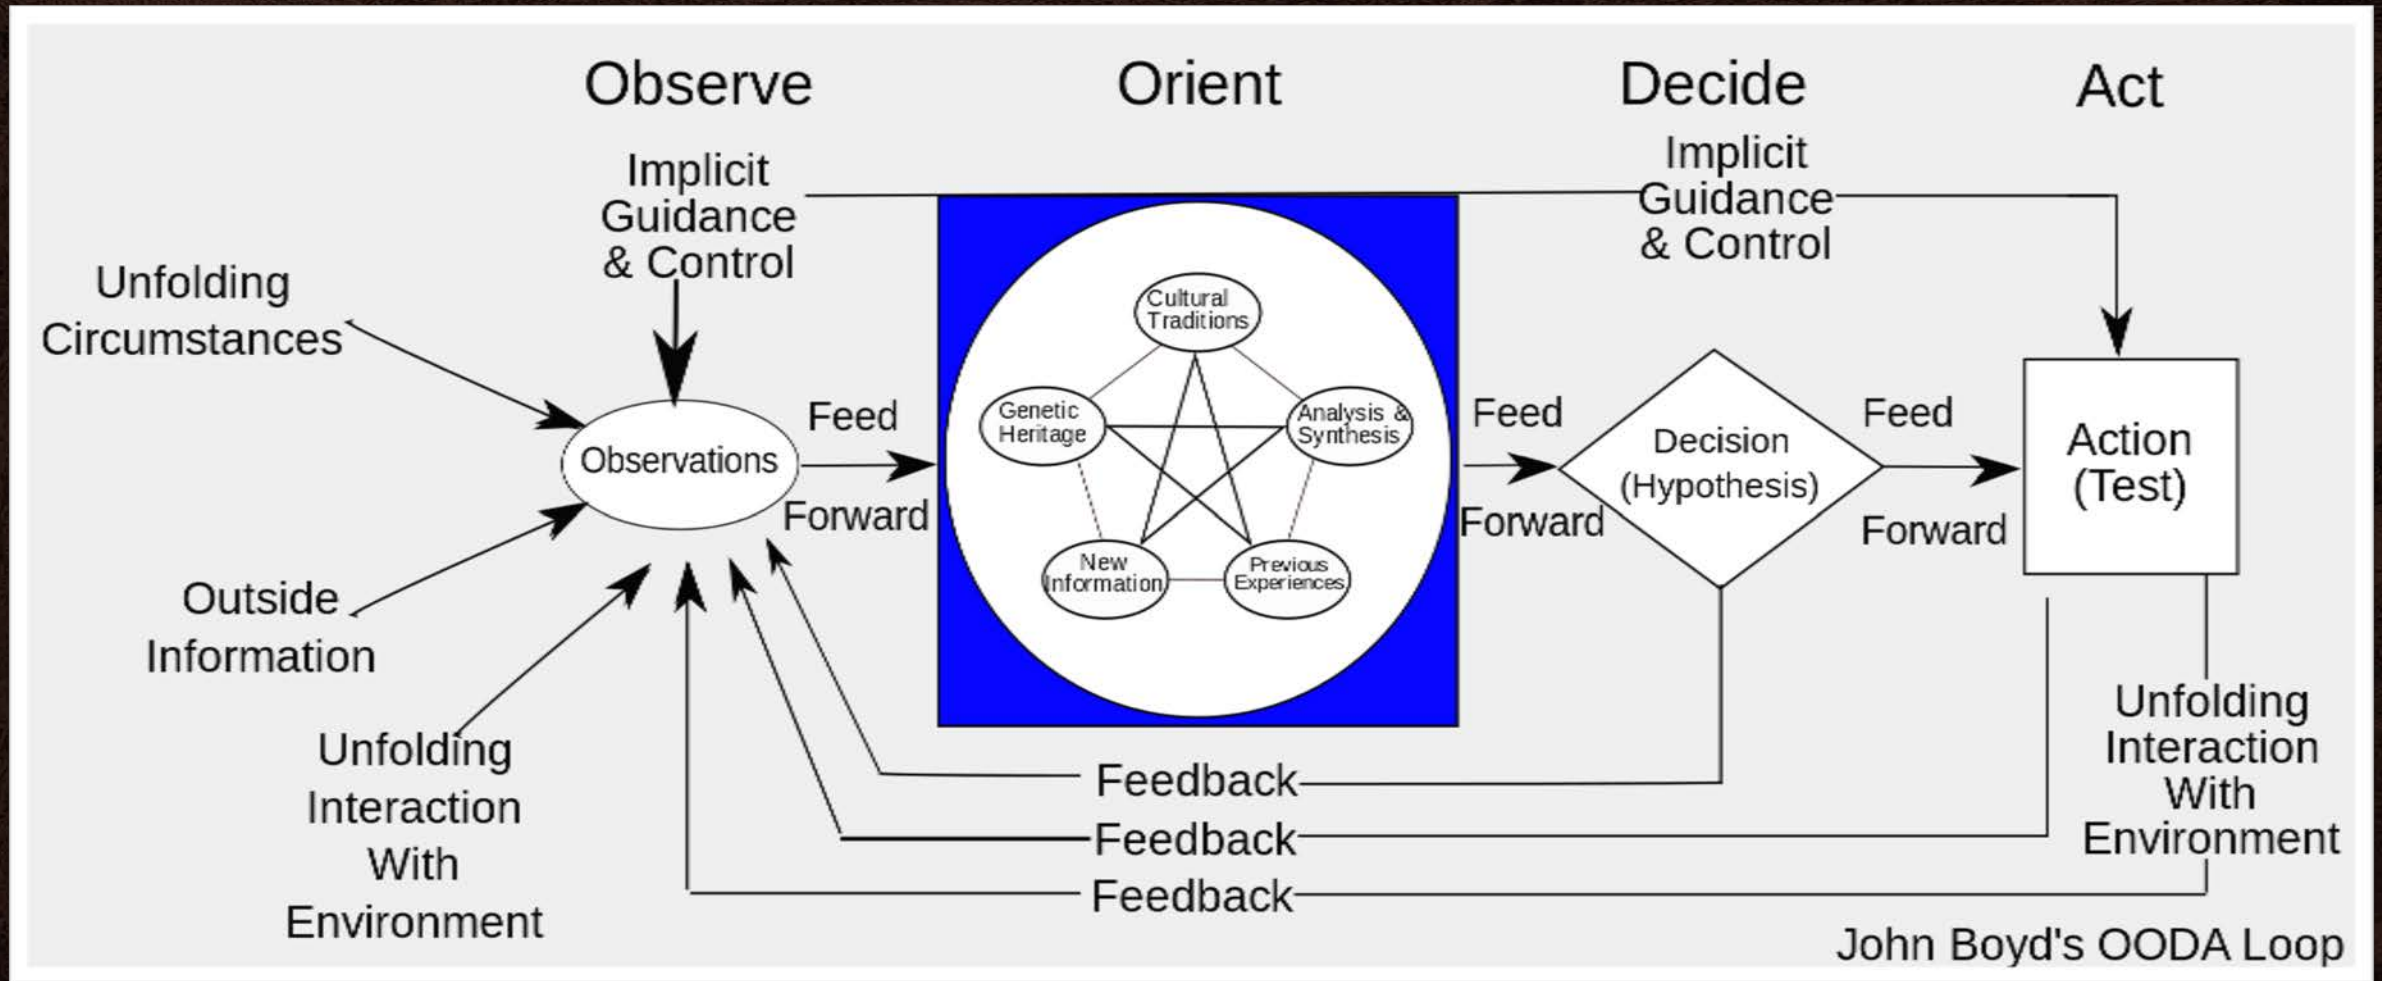 Observe
Orient
Decide
Act
Implicit
Guidance
& Control
Implicit
Guidance
& Control
Unfolding
Circumstances
Outside
Information
Unfolding
Interaction
With
Environment
Observations
Feed
Forward
Cultural
Traditions
Genetic
Heritage
Analysis &
Synthesis
New
Information
Previous
Experiences
Feed
Forward
Decision
(Hypothesis)
Feed
Forward
Action
(Test)
Unfolding
Interaction
With
Environment
Feedback
Feedback
Feedback
John Boyd's OODA Loop